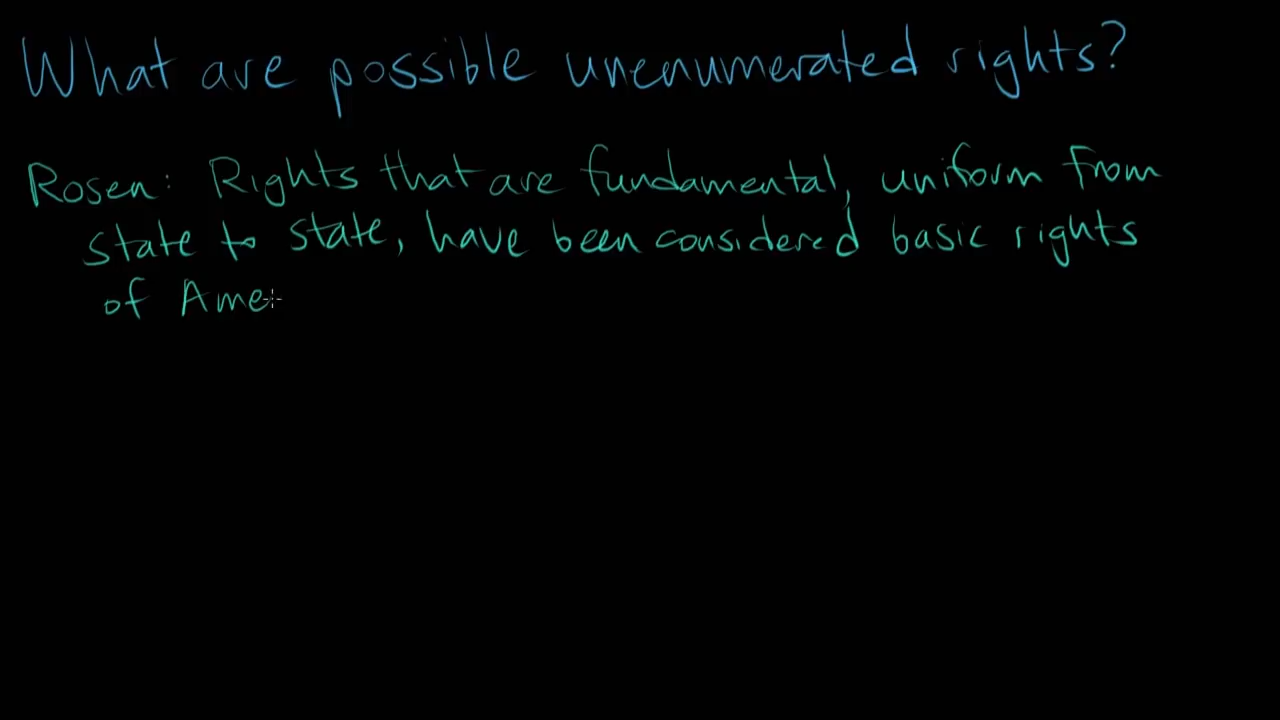 What are possible unenumerated rights?
Rosen: Rights that are fundamental, uniform from
state to state, have been considered basic rights
of Ame